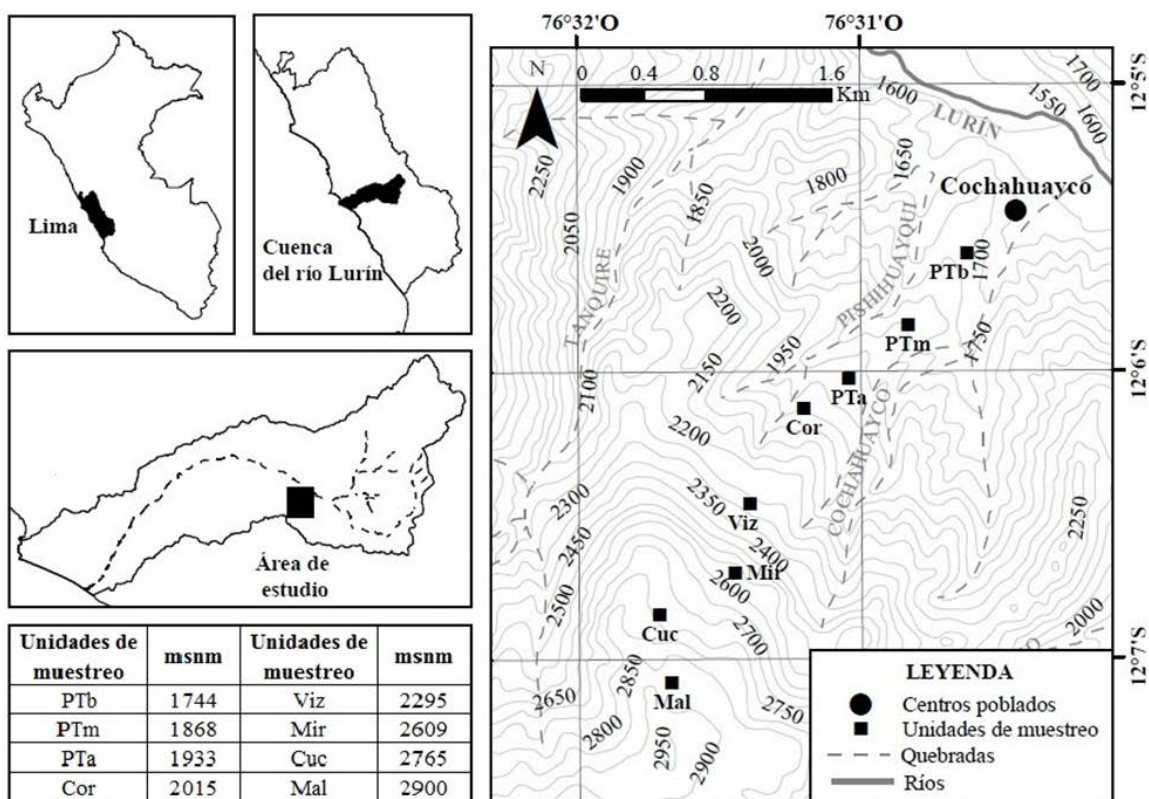 Lima
Cuenca
del río Lurín
Área de
estudio
Unidades de muestreo msnm Unidades de muestreo msnm
PTb 1744 Viz 2295
PTm 1868 Mir 2609
PTa 1933 Cuc 2765
Cor 2015 Mal 2900
76°32'O 76°31'O
N
0 0.4 0.8 1.6
Km
12°5'S
12°6'S
12°7'S
1600
1700
1550
1600
LURÍN
2250
1900
1850
1800
1650
Cochahuayco
2050
2000
PTb
1700
TANQUIRE
2200
PISHIHUAYQUI
PTm
1750
2150
1950
2100
PTa
Cor
2200
COCHAHUAYCO
2300
2350
Viz
2250
2450
2400
Mir
2600
2500
Cuc
2700
2000
O
2850
2650
Mal
2750
2800
2950
2900
LEYENDA
Centros poblados
Unidades de muestreo
Quebradas
Ríos